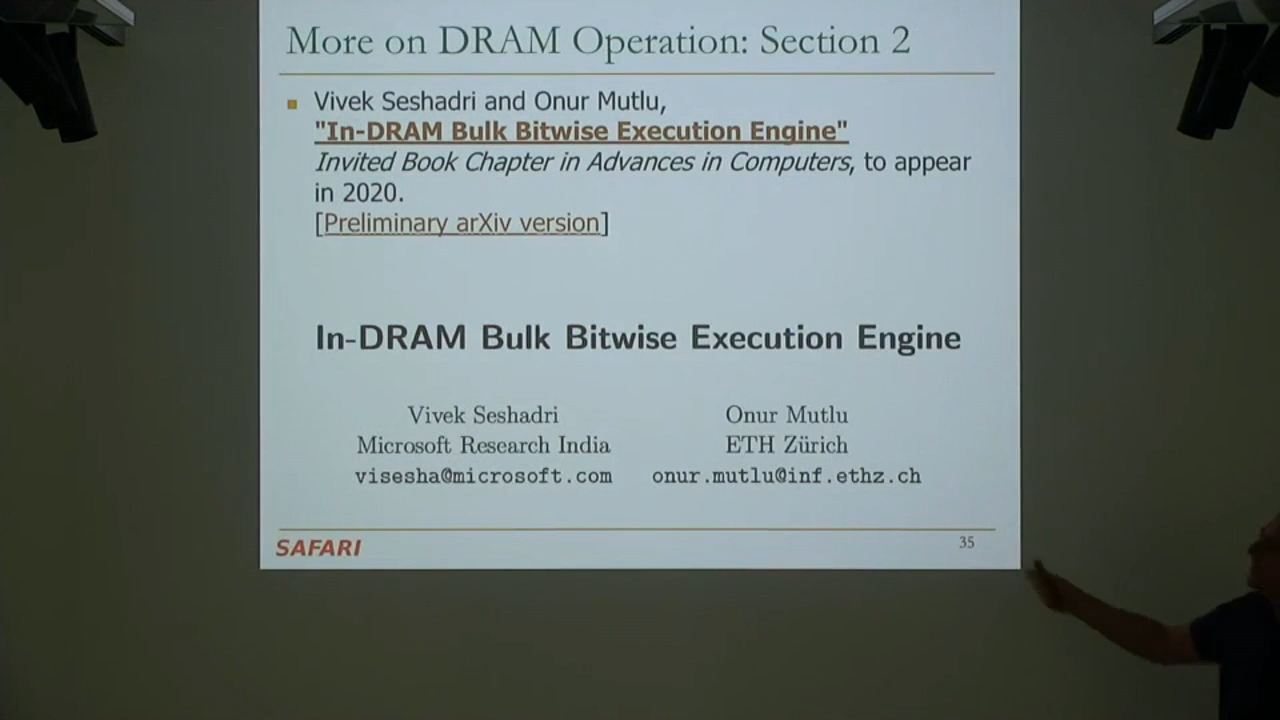 More on DRAM Operation: Section 2
Vivek Seshadri and Onur Mutlu,
"In-DRAM Bulk Bitwise Execution Engine"
Invited Book Chapter in Advances in Computers, to appear
in 2020.
[Preliminary arXiv version]
In-DRAM Bulk Bitwise Execution Engine
Vivek Seshadri Onur Mutlu
Microsoft Research India ETH Zürich
visesha@microsoft.com onur.mutlu@inf.ethz.ch
SAFARI 35